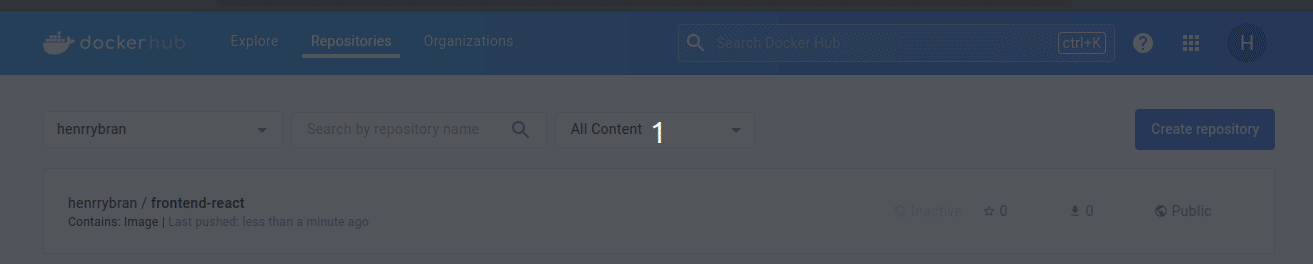 dockerhub Explore Repositories Organizations Search Docker Hub ctrl+K ? H
henrrybran Search by repository name All Content 1 Create repository
henrrybran / frontend-react
Contains: Image | Last pushed: less than a minute ago
Inactive 0 0 Public